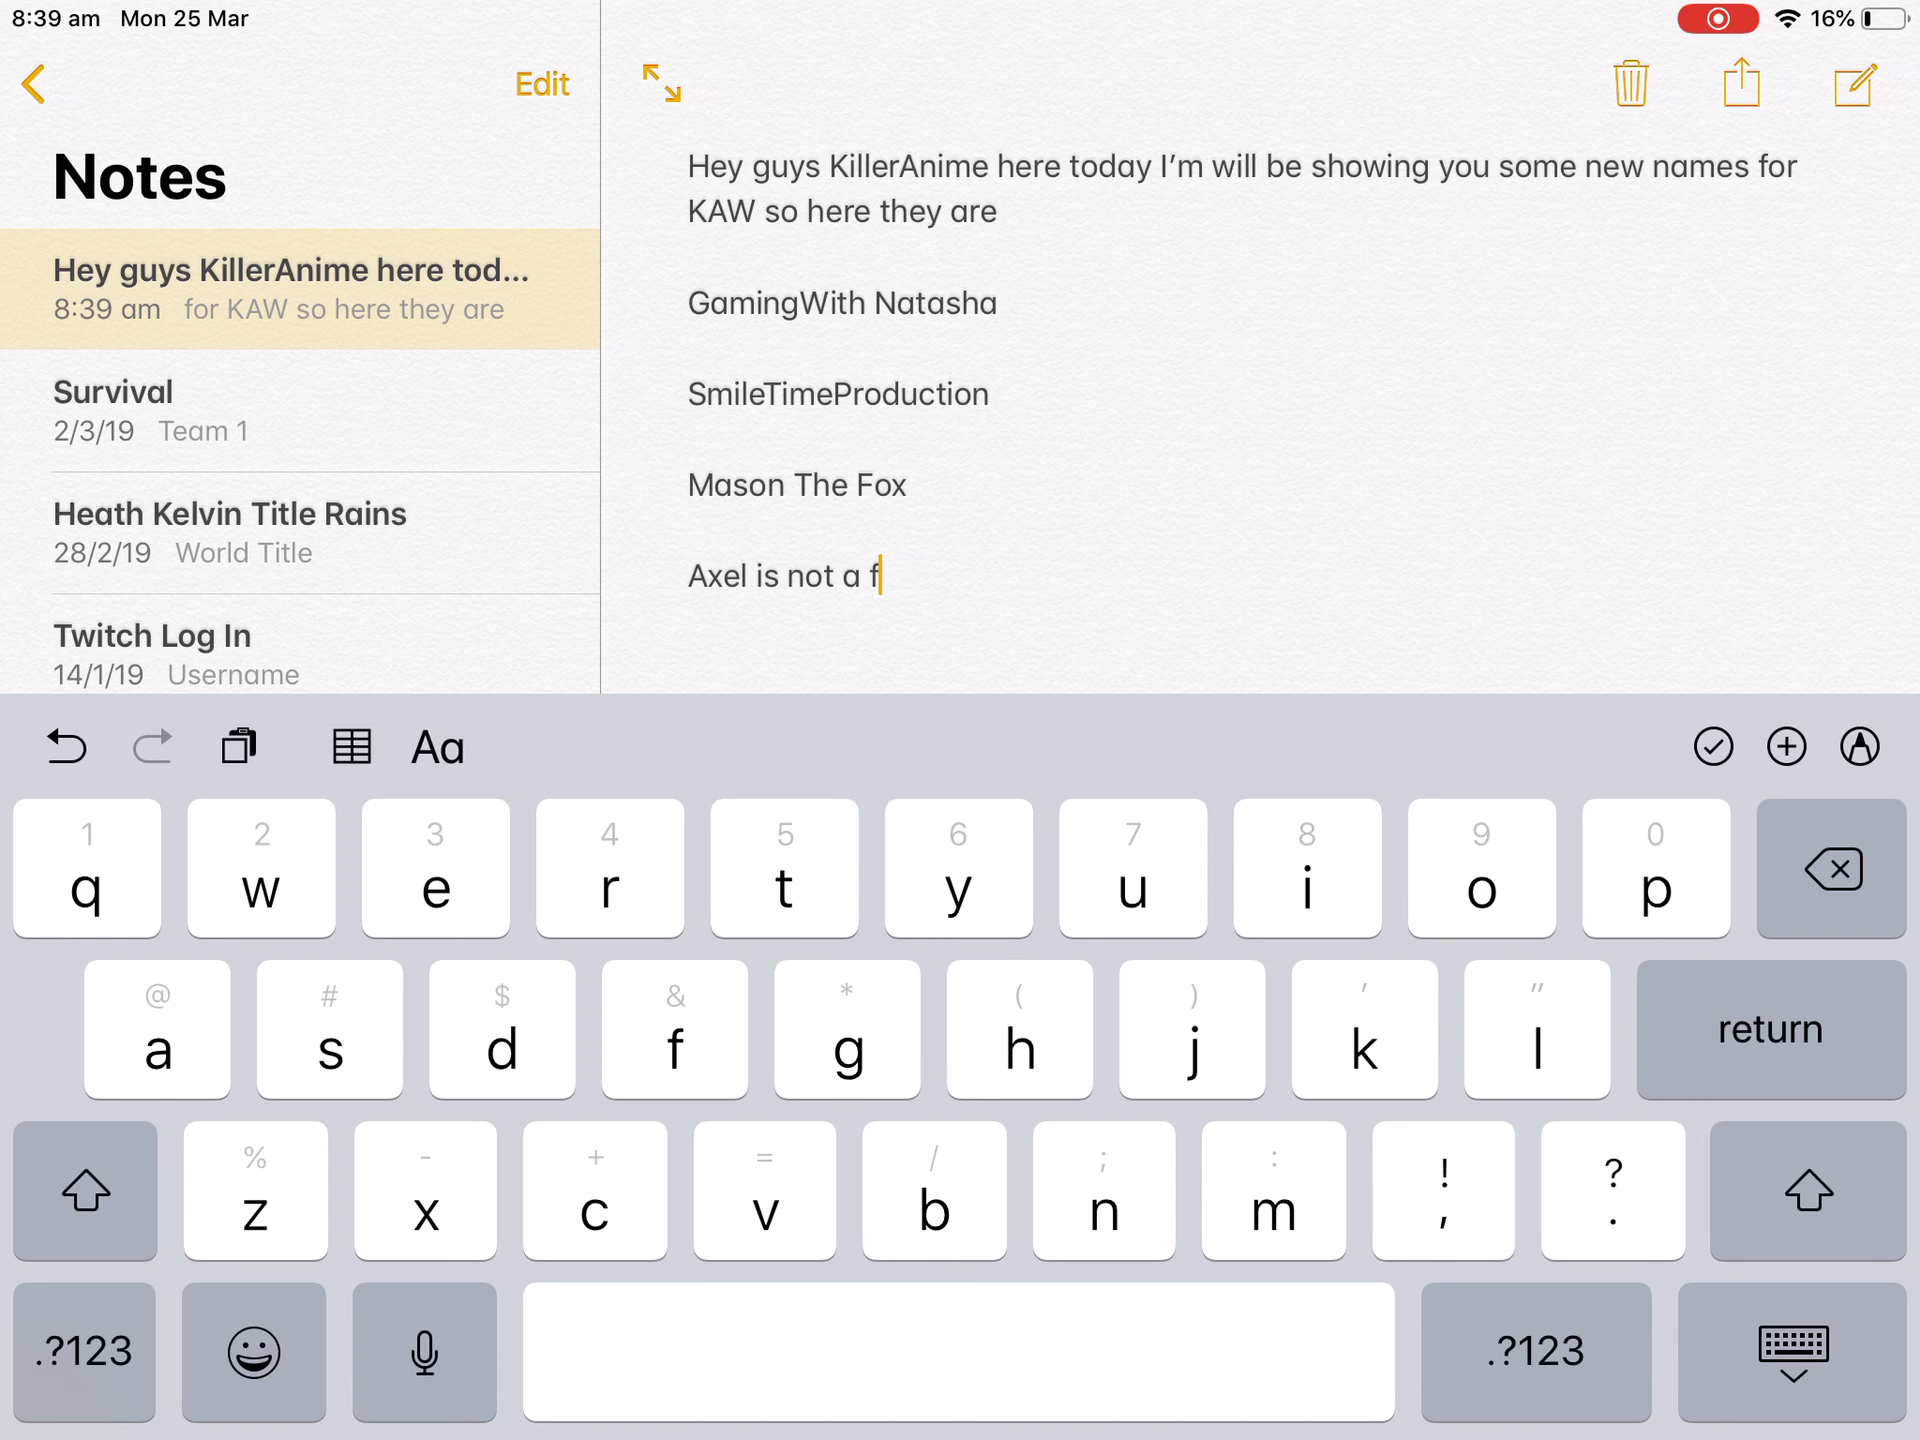 8:39 am Mon 25 Mar
16%
Edit
Notes
Hey guys KillerAnime here tod...
8:39 am for KAW so here they are
Survival
2/3/19 Team 1
Heath Kelvin Title Rains
28/2/19 World Title
Twitch Log In
14/1/19 Username
Hey guys KillerAnime here today I’m will be showing you some new names for
KAW so here they are
GamingWith Natasha
SmileTimeProduction
Mason The Fox
Axel is not a f
Aa
1 2 3 4 5 6 7 8 9 0
q w e r t y u i o p
@ # $ & * ( ) ' "
a s d f g h j k l return
% - + = / ; : ! ?
z x c v b n m , .
.?123 .?123